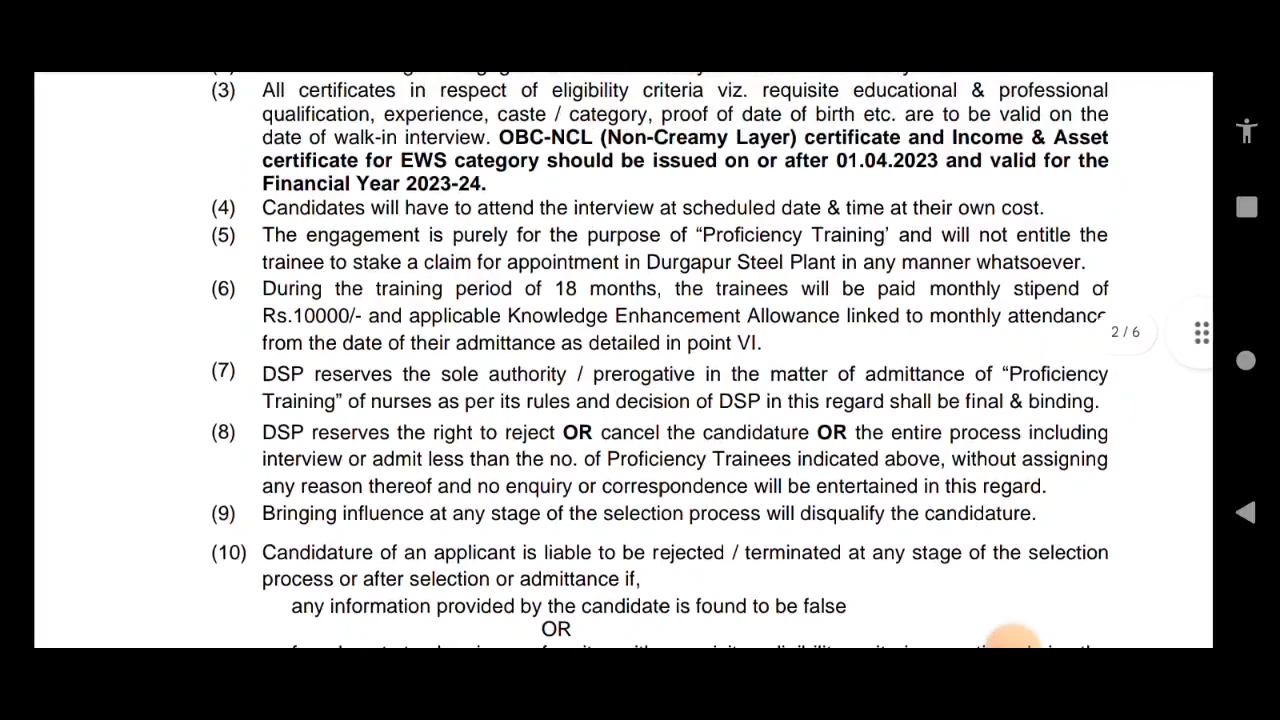 (3) All certificates in respect of eligibility criteria viz. requisite educational & professional
qualification, experience, caste / category, proof of date of birth etc. are to be valid on the
date of walk-in interview. OBC-NCL (Non-Creamy Layer) certificate and Income & Asset
certificate for EWS category should be issued on or after 01.04.2023 and valid for the
Financial Year 2023-24.
(4) Candidates will have to attend the interview at scheduled date & time at their own cost.
(5) The engagement is purely for the purpose of “Proficiency Training’ and will not entitle the
trainee to stake a claim for appointment in Durgapur Steel Plant in any manner whatsoever.
(6) During the training period of 18 months, the trainees will be paid monthly stipend of
Rs.10000/- and applicable Knowledge Enhancement Allowance linked to monthly attendance
from the date of their admittance as detailed in point VI.
2 / 6
(7) DSP reserves the sole authority / prerogative in the matter of admittance of “Proficiency
Training” of nurses as per its rules and decision of DSP in this regard shall be final & binding.
(8) DSP reserves the right to reject OR cancel the candidature OR the entire process including
interview or admit less than the no. of Proficiency Trainees indicated above, without assigning
any reason thereof and no enquiry or correspondence will be entertained in this regard.
(9) Bringing influence at any stage of the selection process will disqualify the candidature.
(10) Candidature of an applicant is liable to be rejected / terminated at any stage of the selection
process or after selection or admittance if,
any information provided by the candidate is found to be false
OR